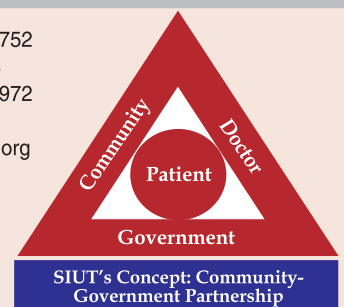 752
972
org
Community
Doctor
Patient
Government
SIUT's Concept: Community-
Government Partnership